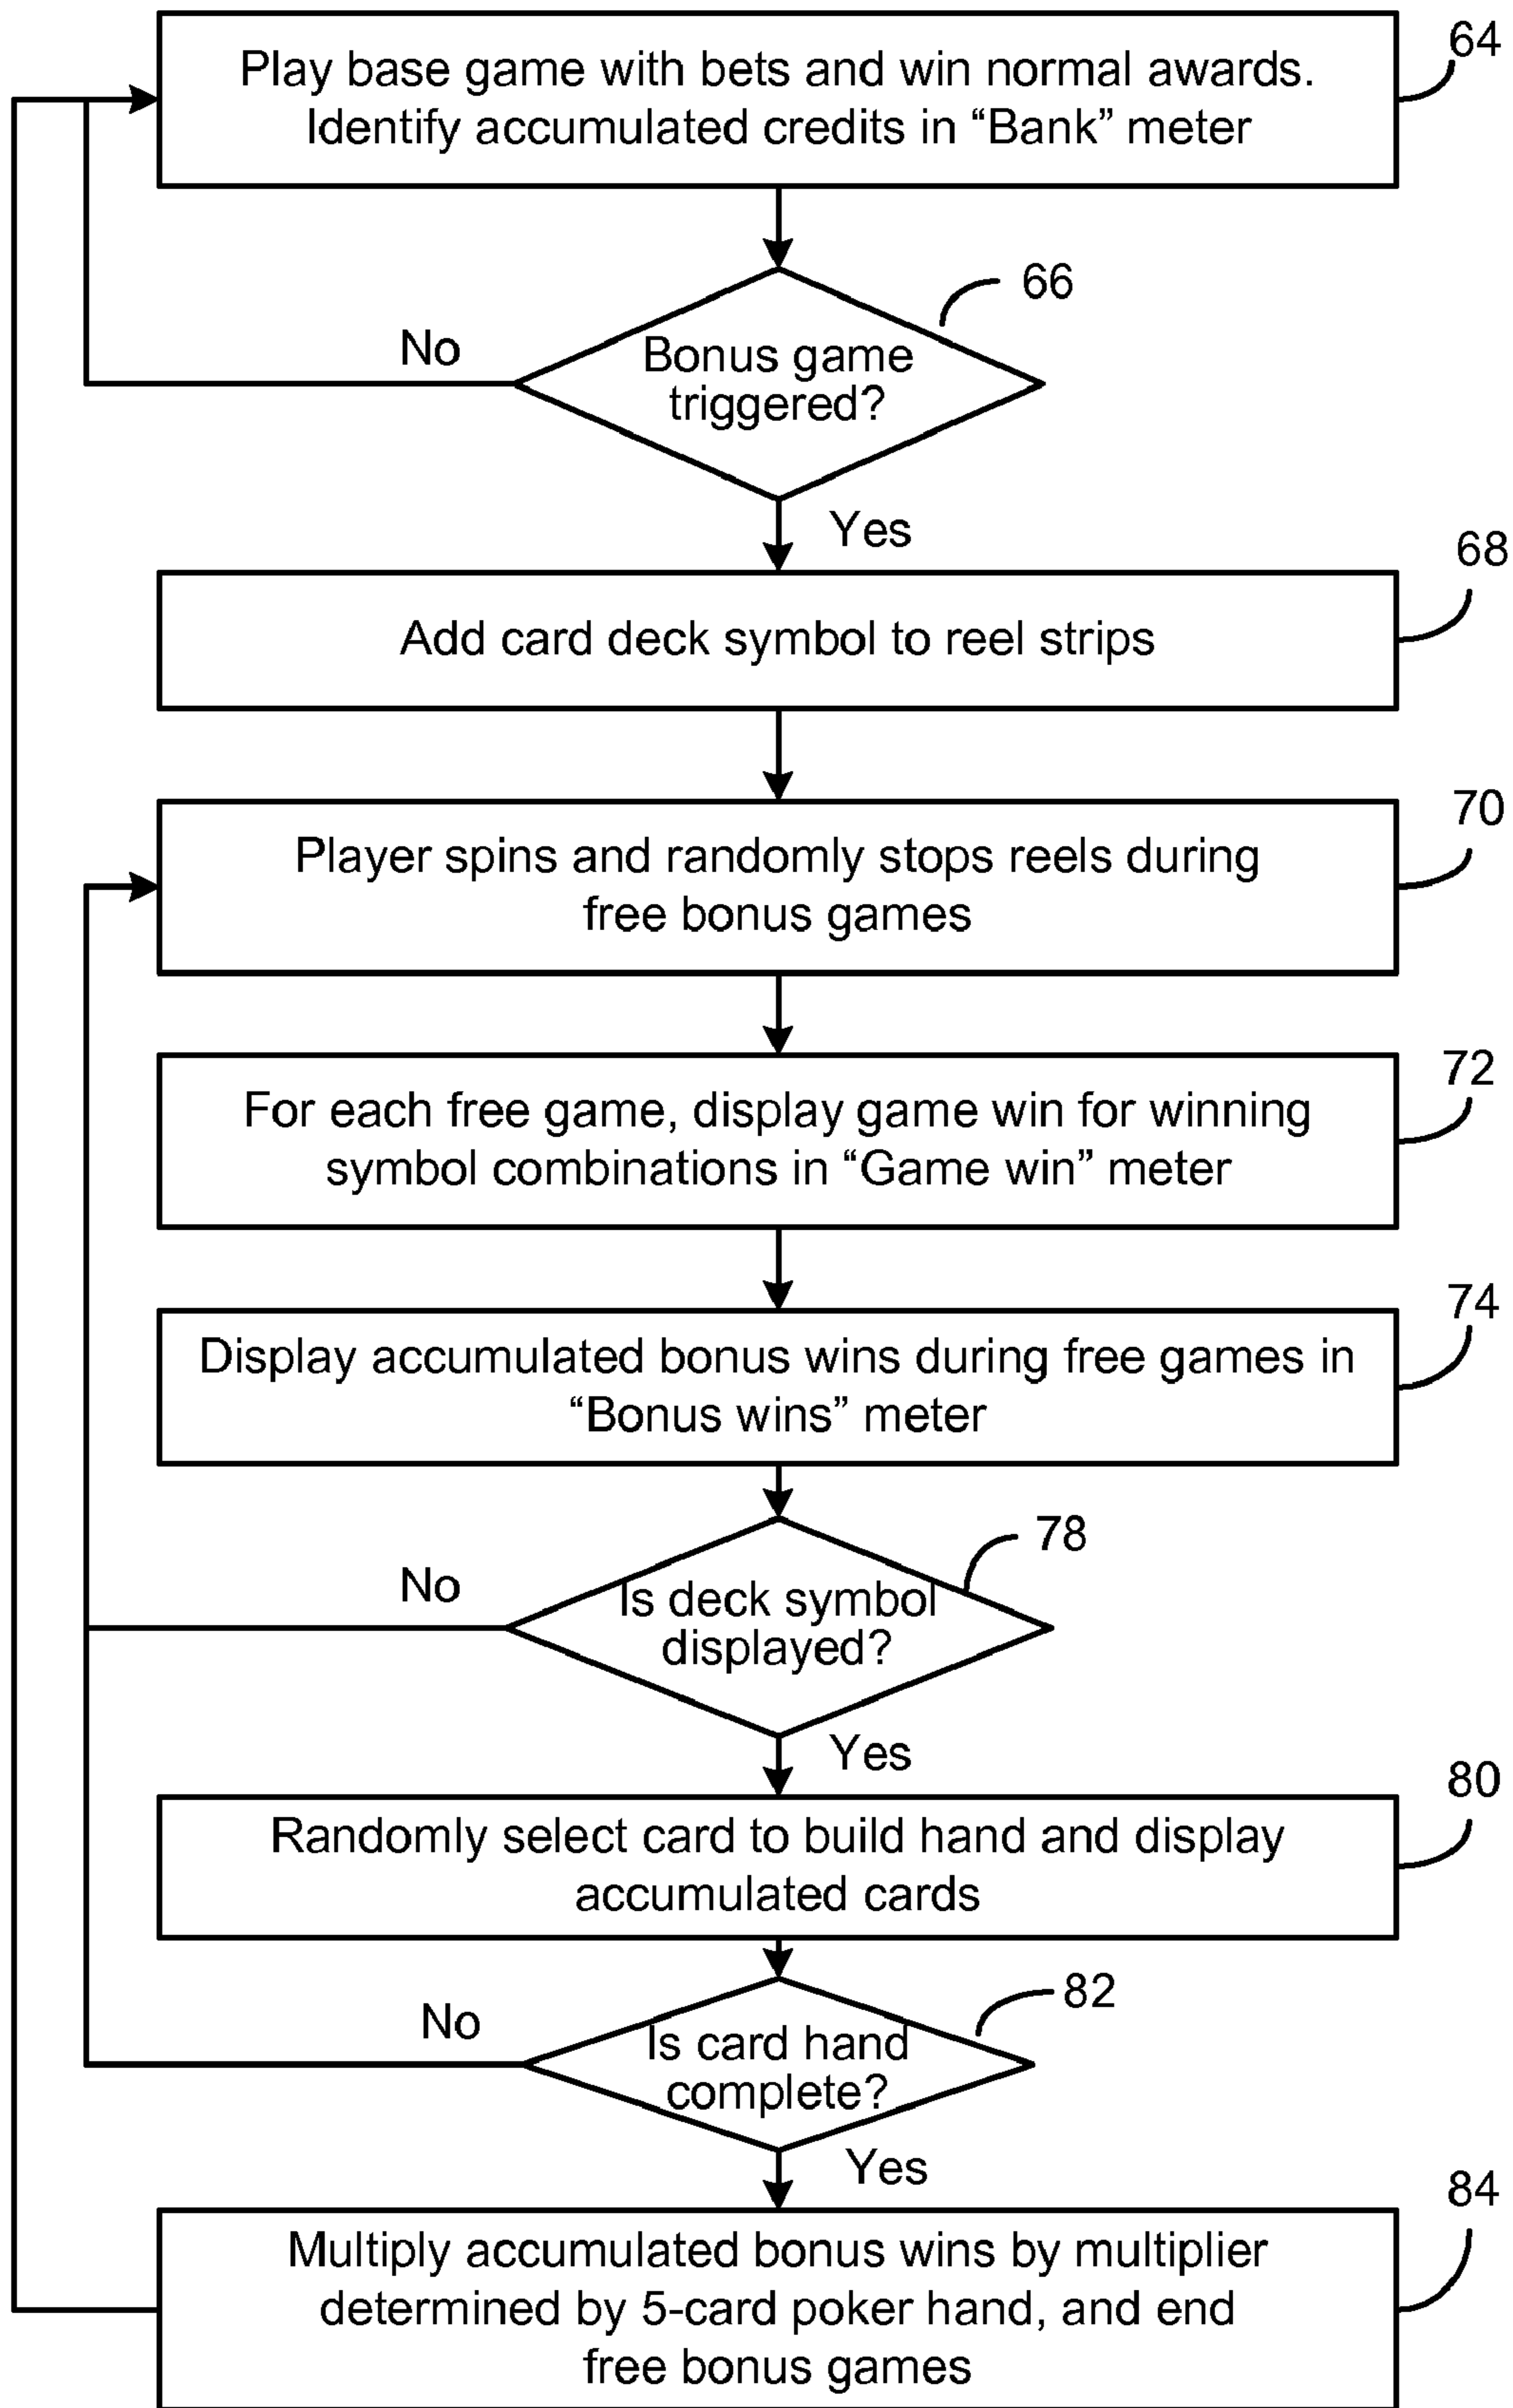 Play base game with bets and win normal awards.
Identify accumulated credits in “Bank” meter
64
66
Bonus game
triggered?
No
Yes
68
Add card deck symbol to reel strips
70
Player spins and randomly stops reels during
free bonus games
72
For each free game, display game win for winning
symbol combinations in “Game win” meter
74
Display accumulated bonus wins during free games in
“Bonus wins” meter
78
No
Is deck symbol
displayed?
Yes
80
Randomly select card to build hand and display
accumulated cards
82
No
Is card hand
complete?
Yes
84
Multiply accumulated bonus wins by multiplier
determined by 5-card poker hand, and end
free bonus games